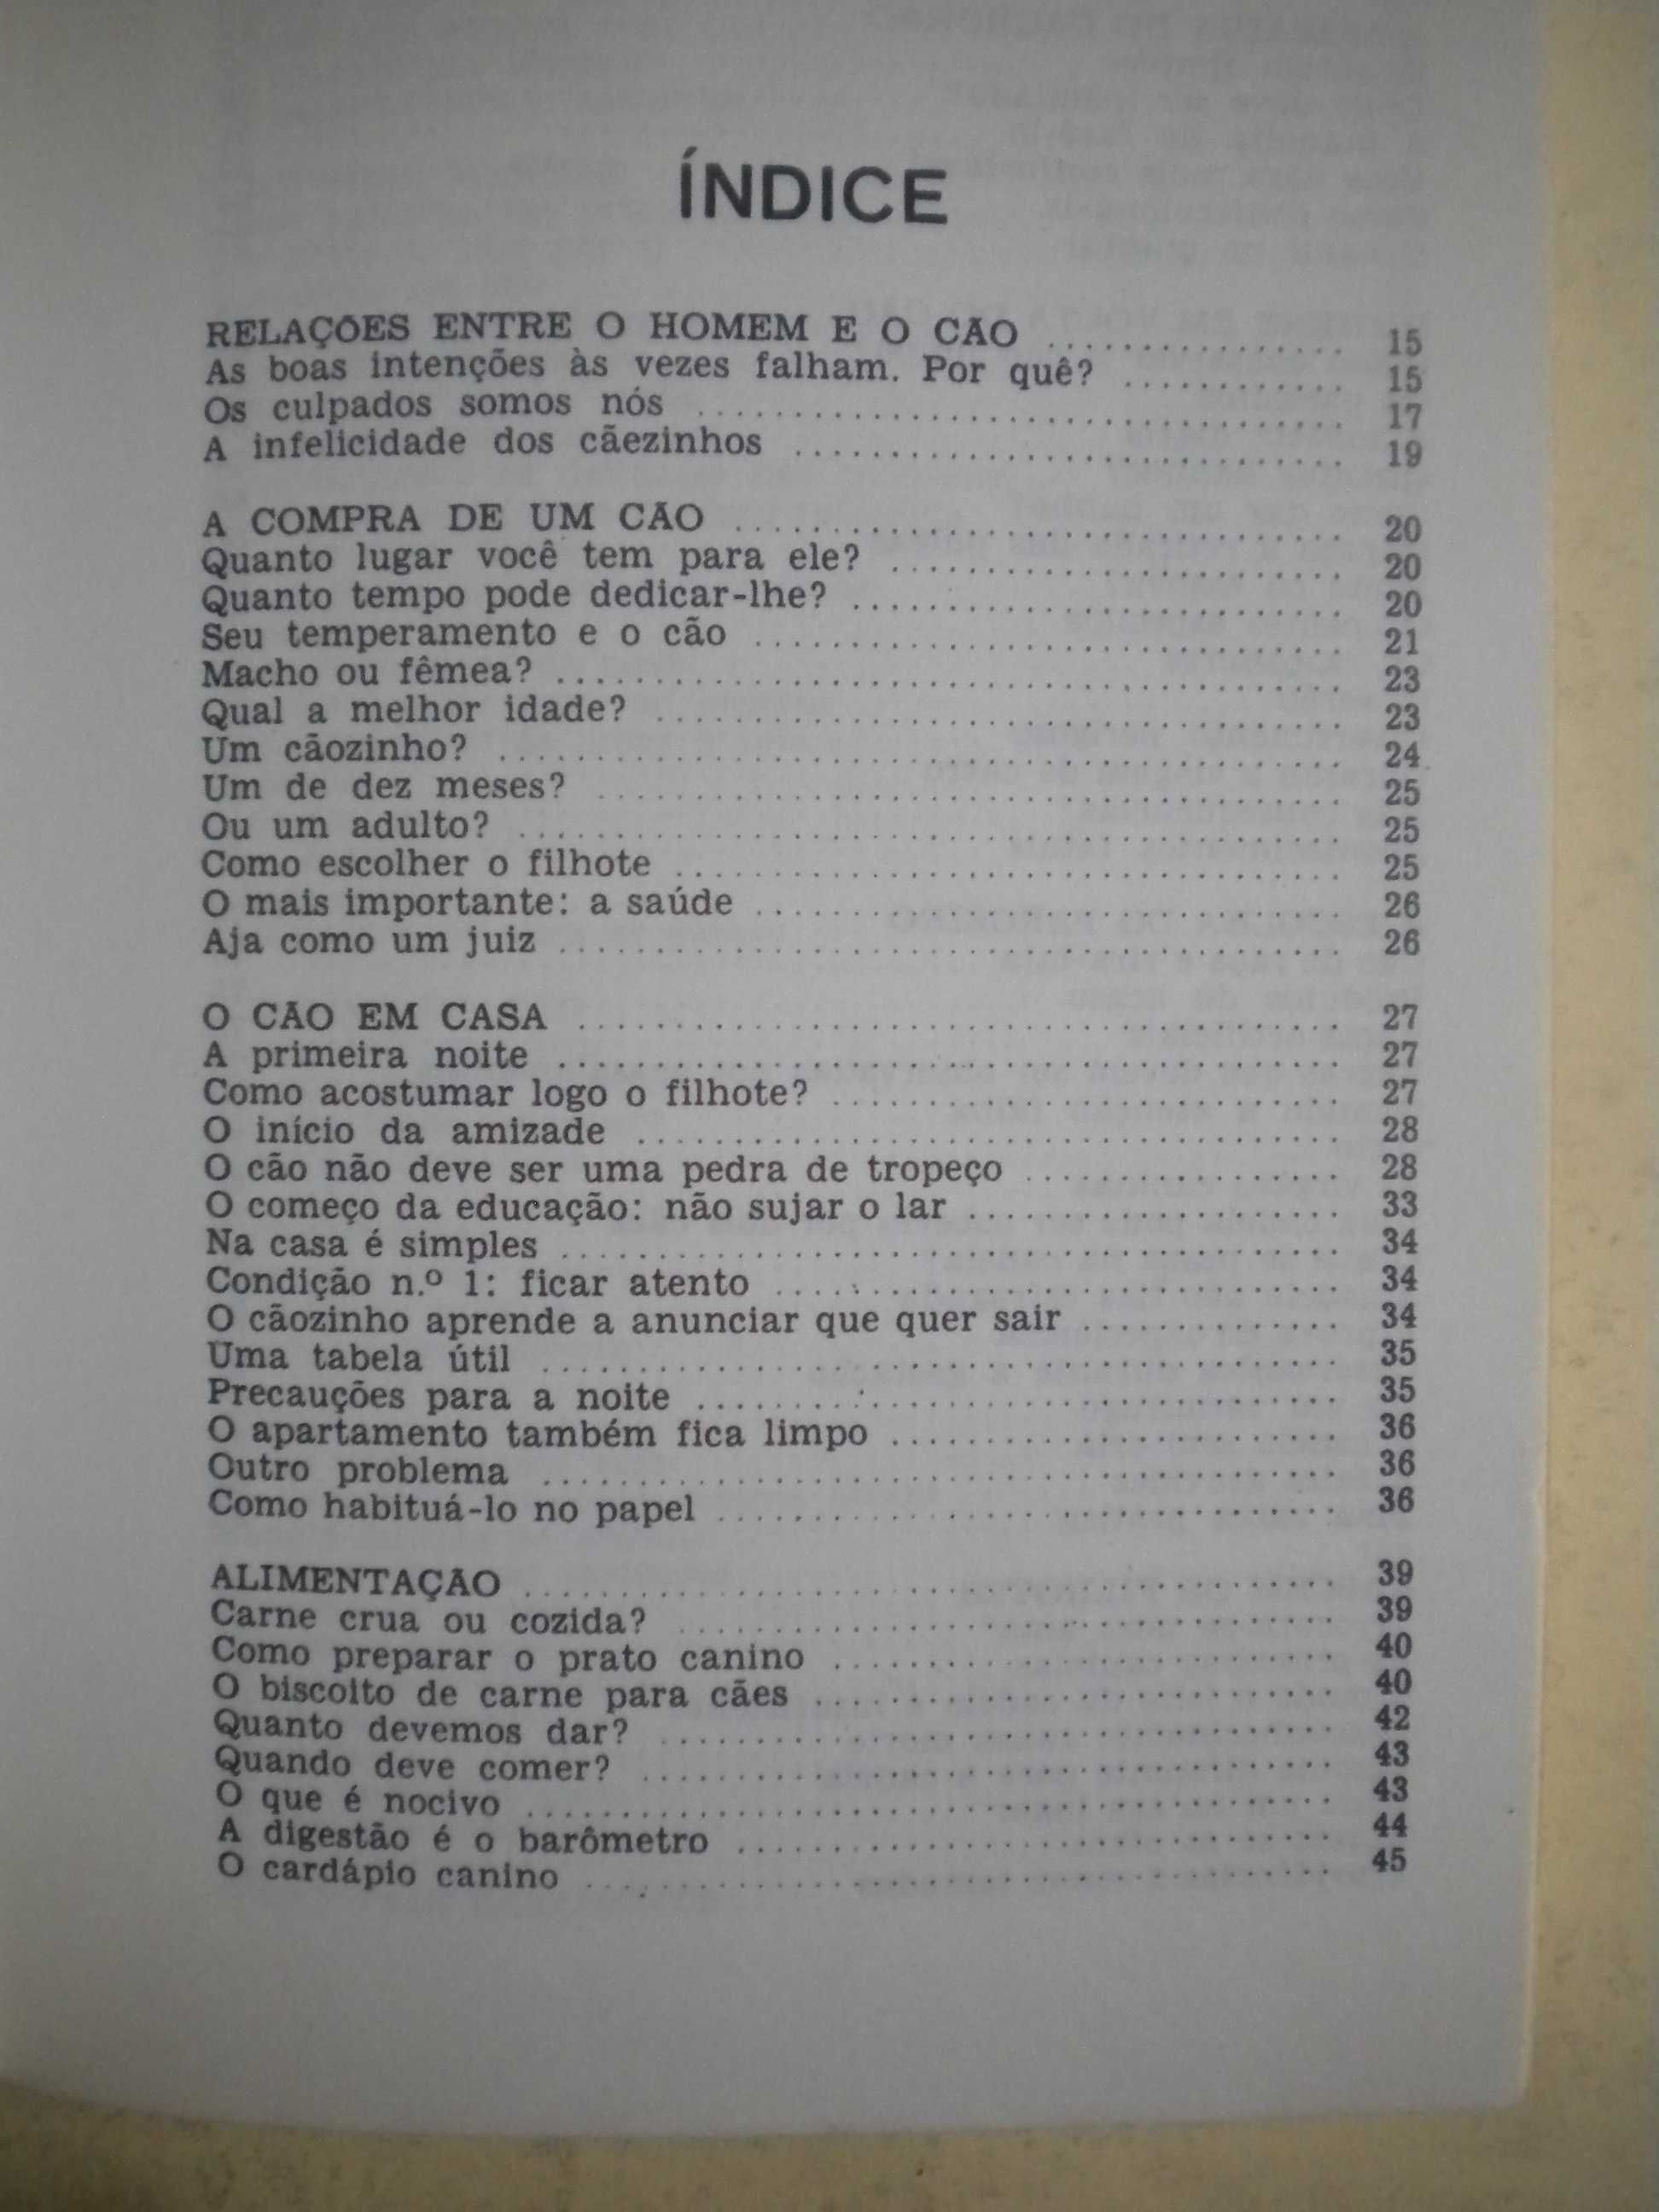 ÍNDICE
RELAÇÕES ENTRE O HOMEM E O CÃO ................ 15
As boas intenções às vezes falham. Por quê? ............ 15
Os culpados somos nós ................................ 17
A infelicidade dos cãezinhos ............................ 19
A COMPRA DE UM CÃO ................................ 20
Quanto lugar você tem para ele? ........................ 20
Quanto tempo pode dedicar-lhe? .......................... 20
Seu temperamento e o cão .............................. 21
Macho ou fêmea? ........................................ 23
Qual a melhor idade? .................................... 23
Um cãozinho? ............................................ 24
Um de dez meses? ...................................... 25
Ou um adulto? .......................................... 25
Como escolher o filhote .................................. 25
O mais importante: a saúde .............................. 26
Aja como um juiz ........................................ 26
O CÃO EM CASA ........................................ 27
A primeira noite ........................................ 27
Como acostumar logo o filhote? .......................... 27
O início da amizade .................................... 28
O cão não deve ser uma pedra de tropeço ................. 28
O começo da educação: não sujar o lar .................... 33
Na casa é simples ........................................ 34
Condição n.º 1: ficar atento .............................. 34
O cãozinho aprende a anunciar que quer sair .............. 34
Uma tabela útil .......................................... 35
Precauções para a noite .................................. 35
O apartamento também fica limpo ........................ 36
Outro problema .......................................... 36
Como habituá-lo no papel ................................ 36
ALIMENTAÇÃO .......................................... 39
Carne crua ou cozida? .................................. 39
Como preparar o prato canino .......................... 40
O biscoito de carne para cães ............................ 40
Quanto devemos dar? .................................... 42
Quando deve comer? .................................... 43
O que é nocivo .......................................... 43
A digestão é o barômetro ................................ 44
O cardápio canino ........................................ 45